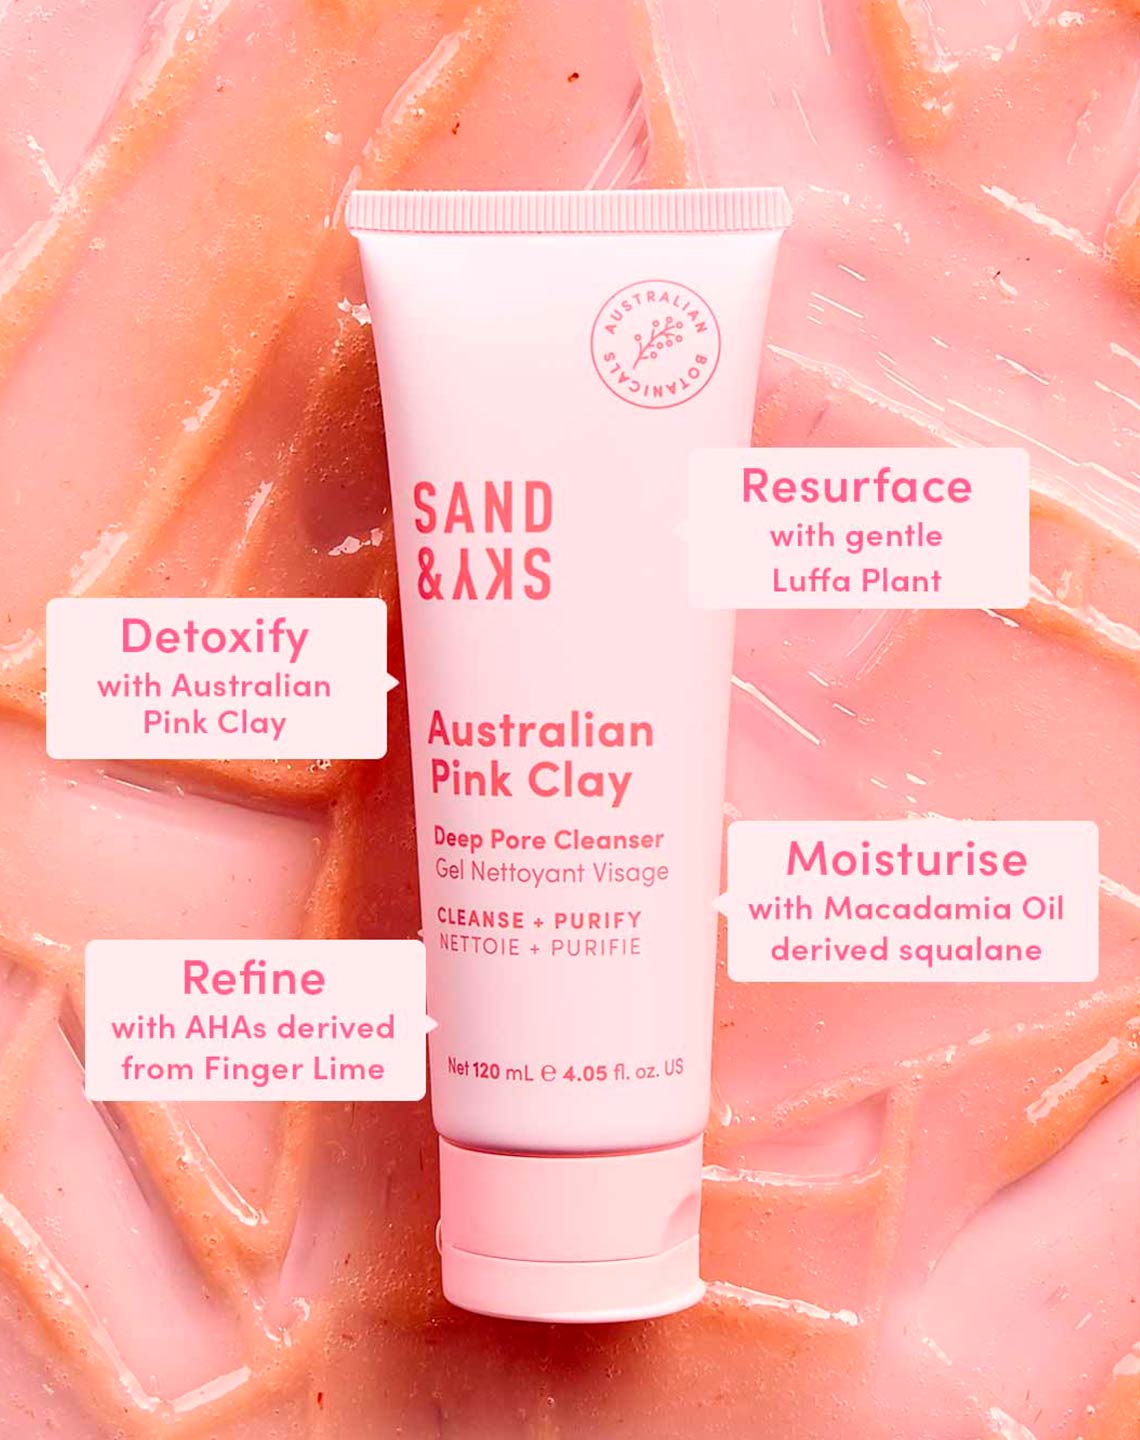 AUSTRALIAN BOTANICALS
SAND
& SKY
Resurface
with gentle
Luffa Plant
Detoxify
with Australian
Pink Clay
Australian
Pink Clay
Deep Pore Cleanser
Gel Nettoyant Visage
CLEANSE + PURIFY
NETTOIE + PURIFIE
Moisturise
with Macadamia Oil
derived squalane
Refine
with AHAs derived
from Finger Lime
Net 120 mL ℮ 4.05 fl. oz. US